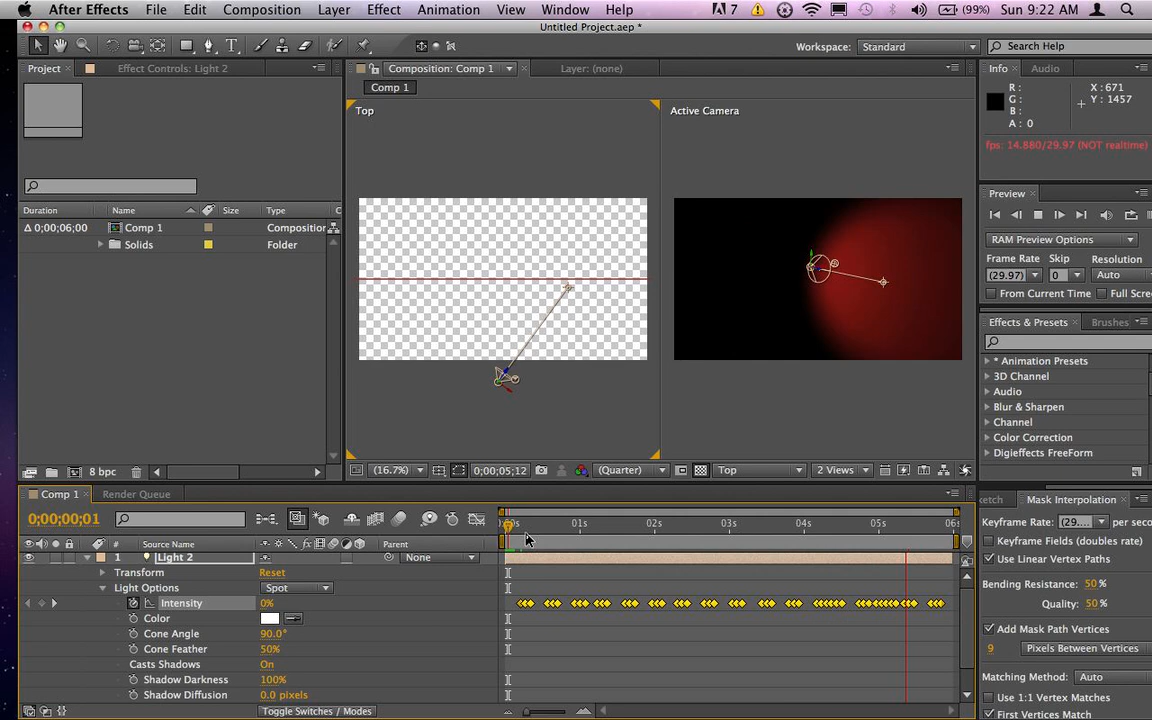 After Effects File Edit Composition Layer Effect Animation View Window Help 7 (99%) Sun 9:22 AM
Untitled Project.aep *
Workspace: Standard Search Help
Project Effect Controls: Light 2 Composition: Comp 1 Layer: (none) Info Audio
Comp 1
R : X : 671
G : Y : 1457
B :
A : 0
Top Active Camera
fps: 14.880/29.97 (NOT realtime)
Preview
Duration Name Size Type C
Δ 0;00;06;00 Comp 1 Composition
Solids Folder
RAM Preview Options
Frame Rate Skip Resolution
(29.97) 0 Auto
From Current Time Full Scre
Effects & Presets Brushes
* Animation Presets
3D Channel
Audio
Blur & Sharpen
Channel
Color Correction
Digieffects FreeForm
8 bpc (16.7%) 0;00;05;12 (Quarter) Top 2 Views
Comp 1 Render Queue
ketch Mask Interpolation
0;00;00;01
01s 02s 03s 04s 05s 06s
# Source Name Parent
1 Light 2 None
Transform Reset
Light Options Spot
Intensity 0%
Color
Cone Angle 90.0°
Cone Feather 50%
Casts Shadows On
Shadow Darkness 100%
Shadow Diffusion 0.0 pixels
Toggle Switches / Modes
Keyframe Rate: (29.... per seco
Keyframe Fields (doubles rate)
Use Linear Vertex Paths
Bending Resistance: 50 %
Quality: 50 %
Add Mask Path Vertices
9 Pixels Between Vertices
Matching Method: Auto
Use 1:1 Vertex Matches
First Vertices Match